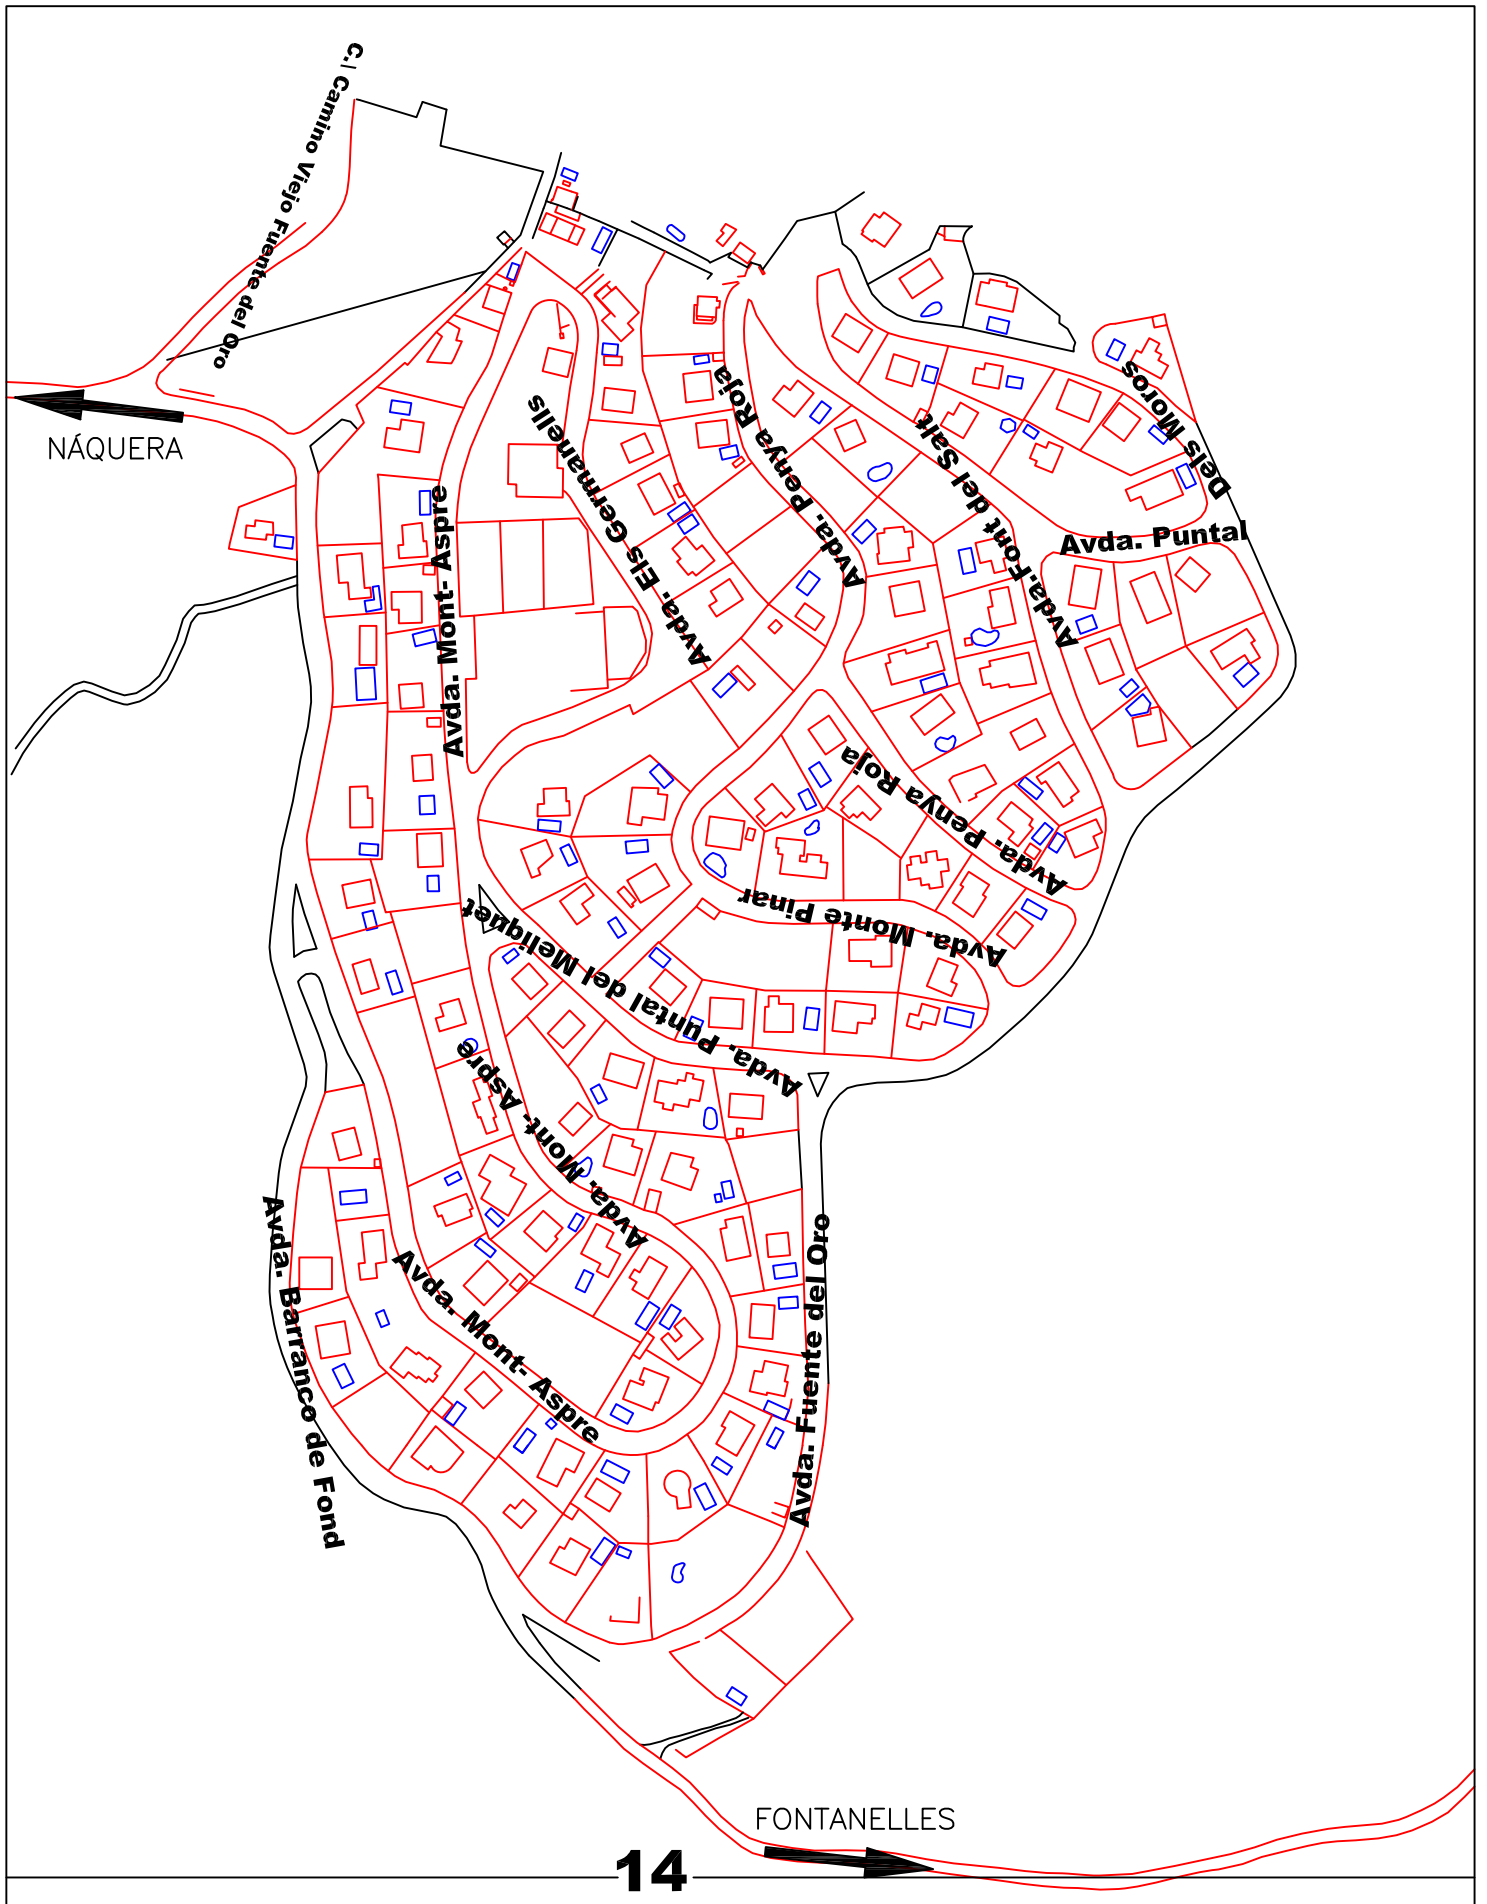 C./ Camino Viejo Fuente del Oro
NÁQUERA
Dels Moros
Avda. Penya Roja
Avda. Els Germanells
Avda. Font del Salt
Avda. Puntal
Avda. Mont- Aspre
Avda. Penya Roja
Avda. Monte Pinar
Avda. Puntal del Meliquet
Avda. Mont- Aspre
Avda. Barranco de Fond
Avda. Mont- Aspre
Avda. Fuente del Oro
FONTANELLES
14